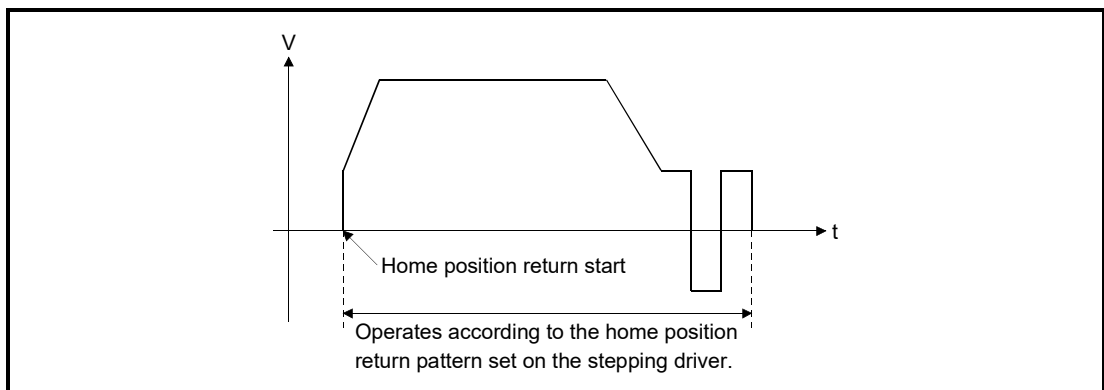 V
t
Home position return start
Operates according to the home position
return pattern set on the stepping driver.